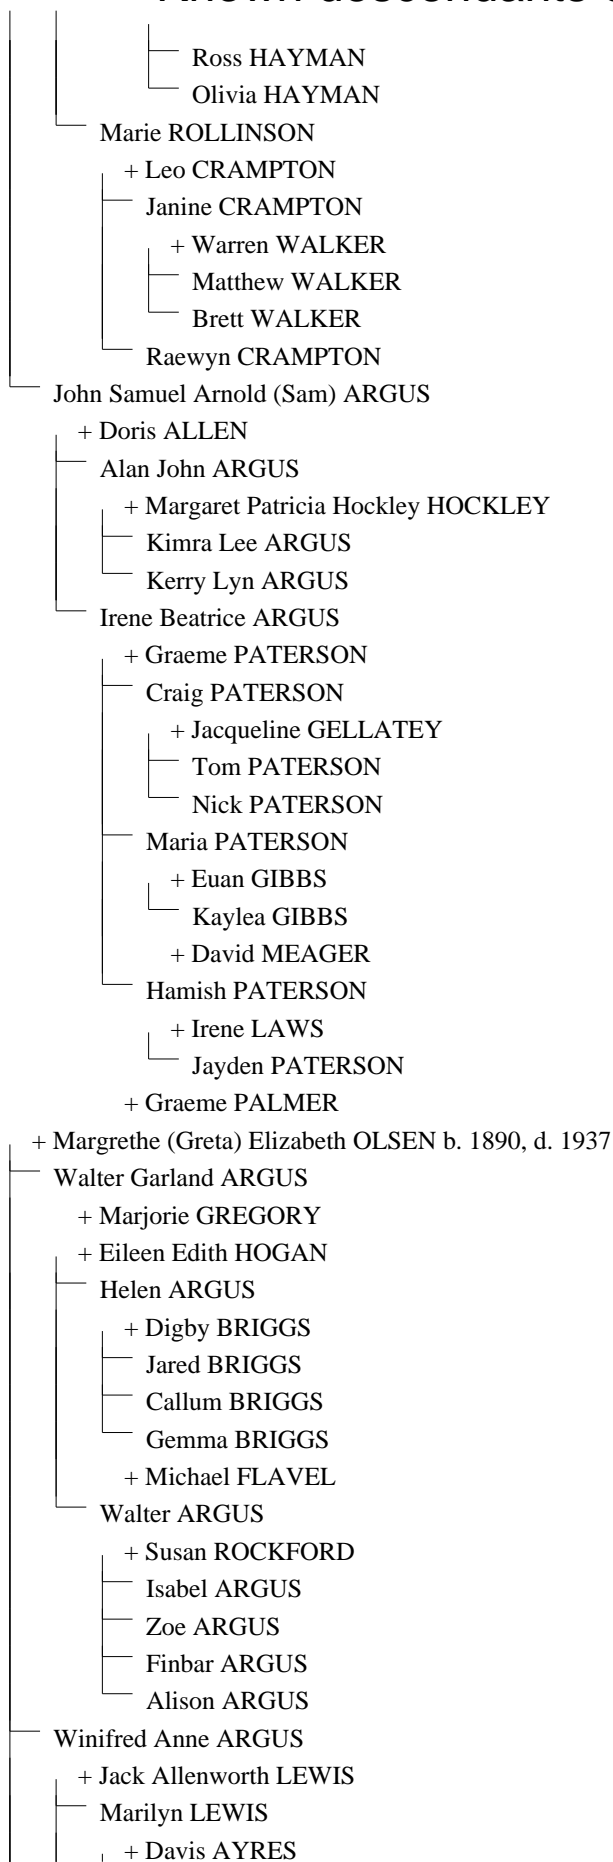 Ross HAYMAN
Olivia HAYMAN
Marie ROLLINSON
+ Leo CRAMPTON
Janine CRAMPTON
+ Warren WALKER
Matthew WALKER
Brett WALKER
Raewyn CRAMPTON
John Samuel Arnold (Sam) ARGUS
+ Doris ALLEN
Alan John ARGUS
+ Margaret Patricia Hockley HOCKLEY
Kimra Lee ARGUS
Kerry Lyn ARGUS
Irene Beatrice ARGUS
+ Graeme PATERSON
Craig PATERSON
+ Jacqueline GELLATEY
Tom PATERSON
Nick PATERSON
Maria PATERSON
+ Euan GIBBS
Kaylea GIBBS
+ David MEAGER
Hamish PATERSON
+ Irene LAWS
Jayden PATERSON
+ Graeme PALMER
+ Margrethe (Greta) Elizabeth OLSEN b. 1890, d. 1937
Walter Garland ARGUS
+ Marjorie GREGORY
+ Eileen Edith HOGAN
Helen ARGUS
+ Digby BRIGGS
Jared BRIGGS
Callum BRIGGS
Gemma BRIGGS
+ Michael FLAVEL
Walter ARGUS
+ Susan ROCKFORD
Isabel ARGUS
Zoe ARGUS
Finbar ARGUS
Alison ARGUS
Winifred Anne ARGUS
+ Jack Allenworth LEWIS
Marilyn LEWIS
+ Davis AYRES